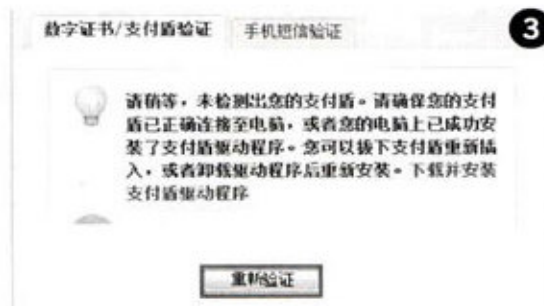 数字证书/支付盾验证 手机短信验证 3
请稍等,未检测出您的支付盾。请确保您的支付
盾已正确连接至电脑,或者您的电脑上已成功安
装了支付盾驱动程序。您可以拔下支付盾重新插
入,或者卸载驱动程序后重新安装。下载并安装
支付盾驱动程序
重新验证